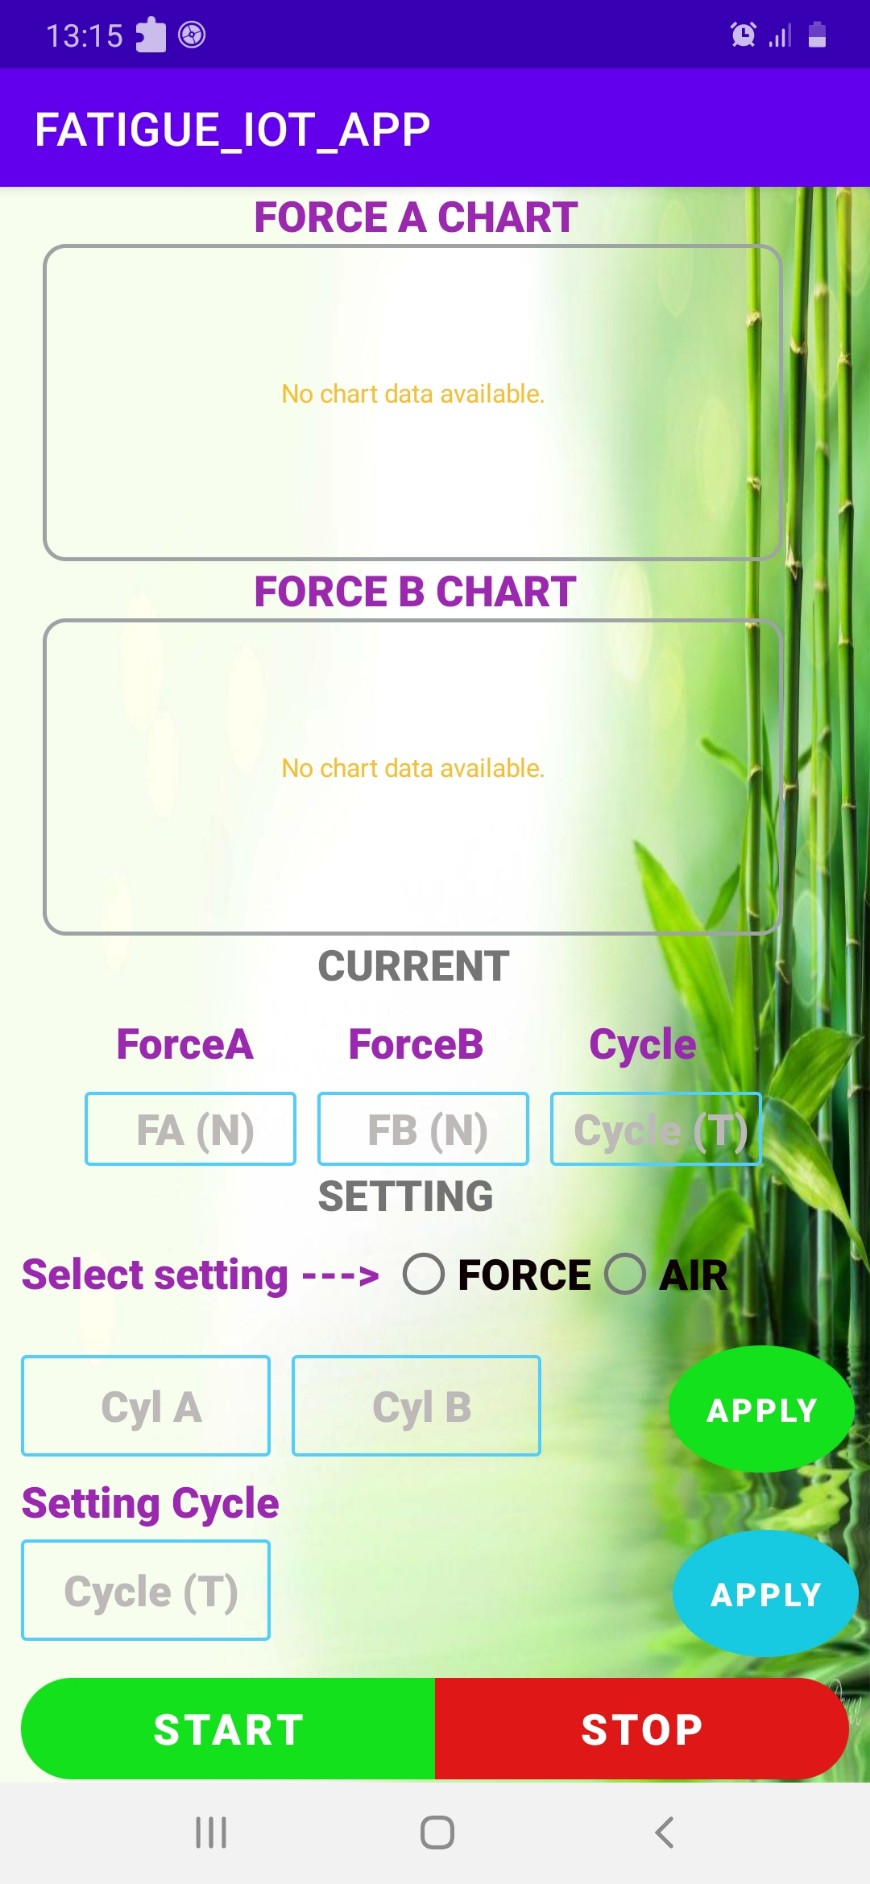 13:15
FATIGUE_IOT_APP
FORCE A CHART
No chart data available.
FORCE B CHART
No chart data available.
CURRENT
ForceA ForceB Cycle
FA (N) FB (N) Cycle (T)
SETTING
Select setting ---> FORCE AIR
Cyl A Cyl B APPLY
Setting Cycle
Cycle (T) APPLY
START STOP